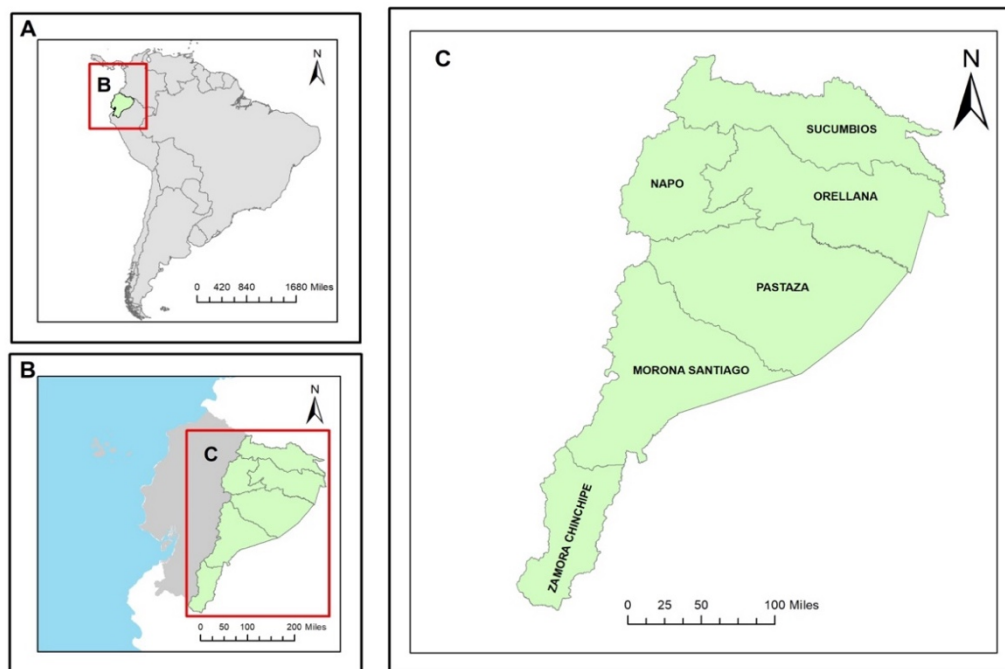 A
N
B
0 420 840 1680 Miles
B
N
C
0 50 100 200 Miles
C
N
SUCUMBIOS
NAPO
ORELLANA
PASTAZA
MORONA SANTIAGO
ZAMORA CHINCHIPE
0 25 50 100 Miles